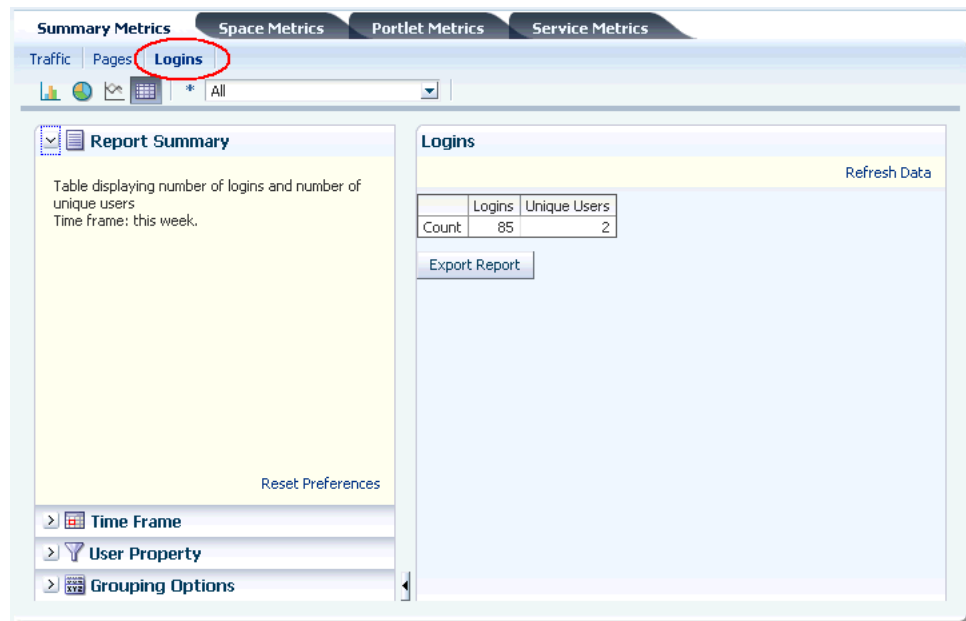 Summary Metrics Space Metrics Portlet Metrics Service Metrics
Traffic Pages Logins
* All
Report Summary
Table displaying number of logins and number of
unique users
Time frame: this week.
Reset Preferences
Time Frame
User Property
Grouping Options
Logins
Refresh Data
Logins Unique Users
Count 85 2
Export Report